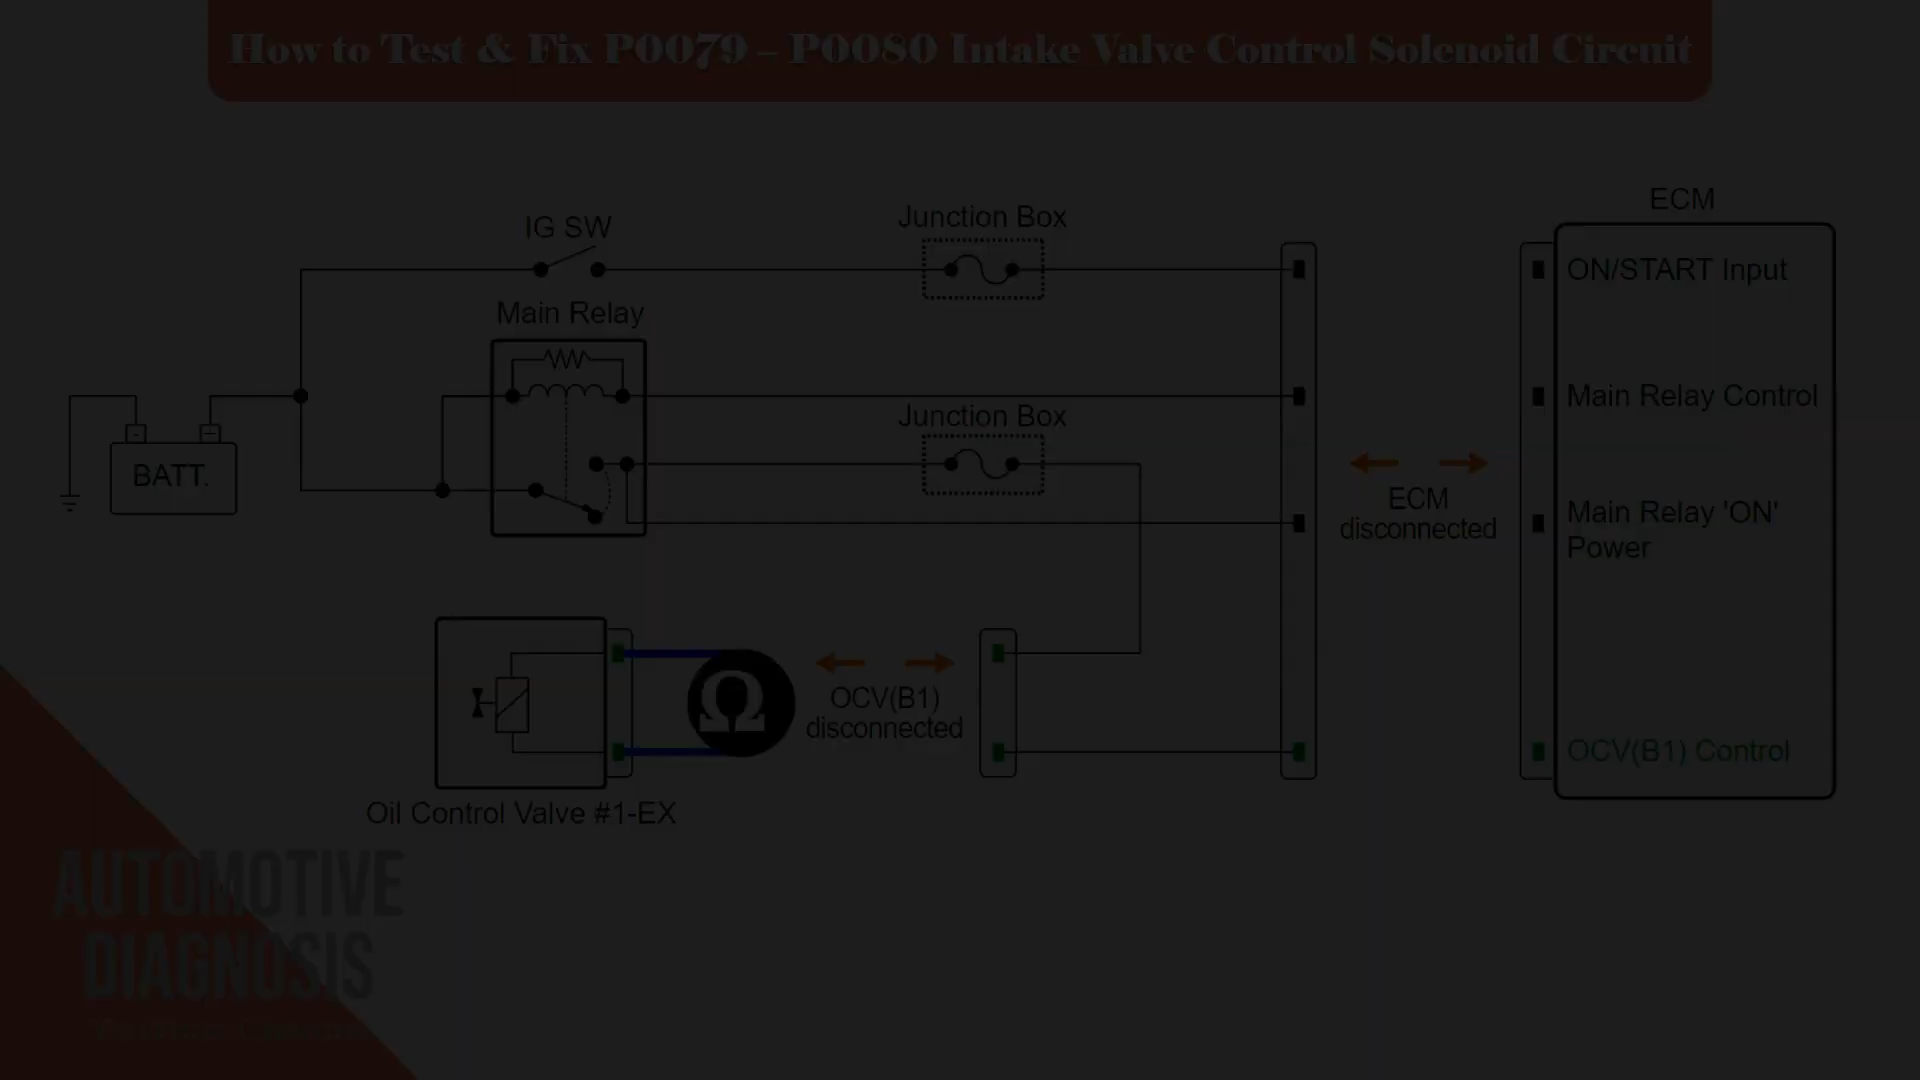 How to Test & Fix P0079 – P0080 Intake Valve Control Solenoid Circuit
ECM
Junction Box
IG SW
ON/START Input
Main Relay
Main Relay Control
Junction Box
BATT.
ECM
disconnected
Main Relay 'ON'
Power
OCV(B1)
disconnected
OCV(B1) Control
Oil Control Valve #1-EX
AUTOMOTIVE
DIAGNOSIS